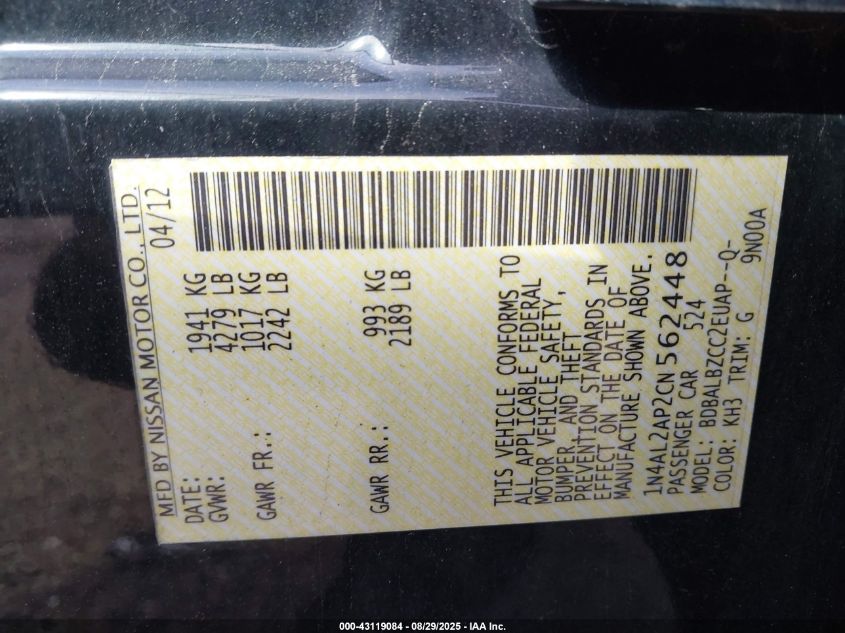 MFD BY NISSAN MOTOR CO., LTD.
DATE: 04/12
GVWR: 1941 KG
4279 LB
GAWR FR.: 1017 KG
2242 LB
GAWR RR.: 993 KG
2189 LB
THIS VEHICLE CONFORMS TO
ALL APPLICABLE FEDERAL
MOTOR VEHICLE SAFETY,
BUMPER AND THEFT
PREVENTION STANDARDS IN
EFFECT ON THE DATE OF
MANUFACTURE SHOWN ABOVE.
1N4AL2AP2CN562448
PASSENGER CAR 524
MODEL: BDBALBZCC2EUAP--Q-
COLOR: KH3 TRIM: G 9N00A
000-43119084 - 08/29/2025 - IAA Inc.